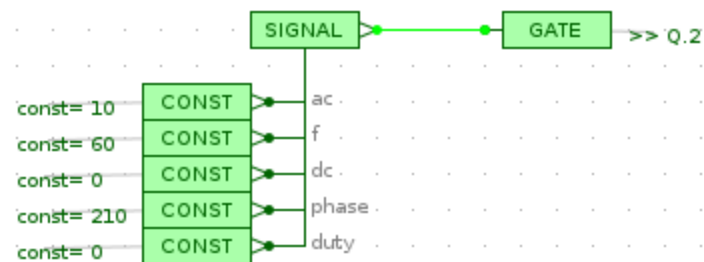 SIGNAL GATE >> Q.2
const= 10 CONST ac
const= 60 CONST f
const= 0 CONST dc
const= 210 CONST phase
const= 0 CONST duty